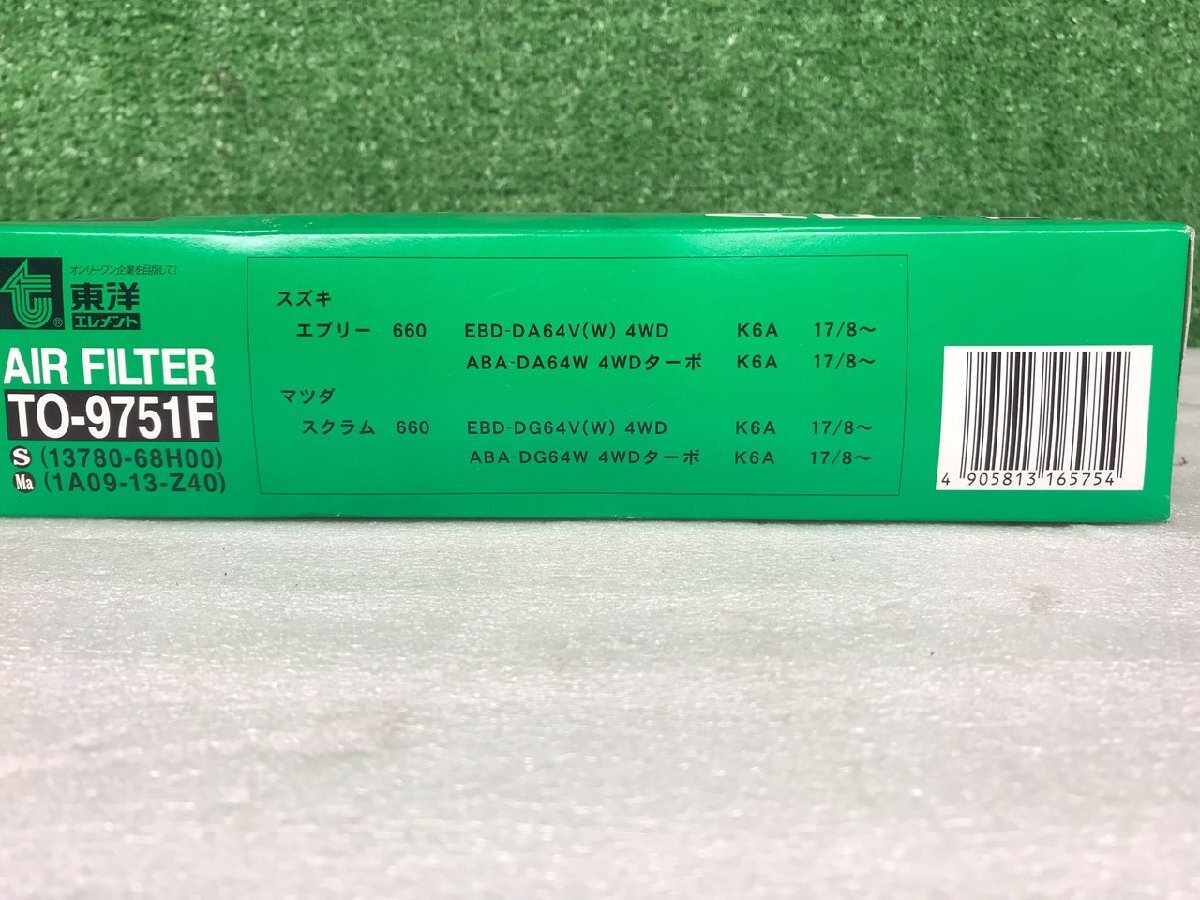 オンリーワン企業を目指して!
東洋
エレメント
®
AIR FILTER
TO-9751F
S (13780-68H00)
Ma (1A09-13-Z40)
スズキ
エブリー 660 EBD-DA64V(W) 4WD K6A 17/8～
ABA-DA64W 4WDターボ K6A 17/8～
マツダ
スクラム 660 EBD-DG64V(W) 4WD K6A 17/8～
ABA-DG64W 4WDターボ K6A 17/8～
4 905813 165754